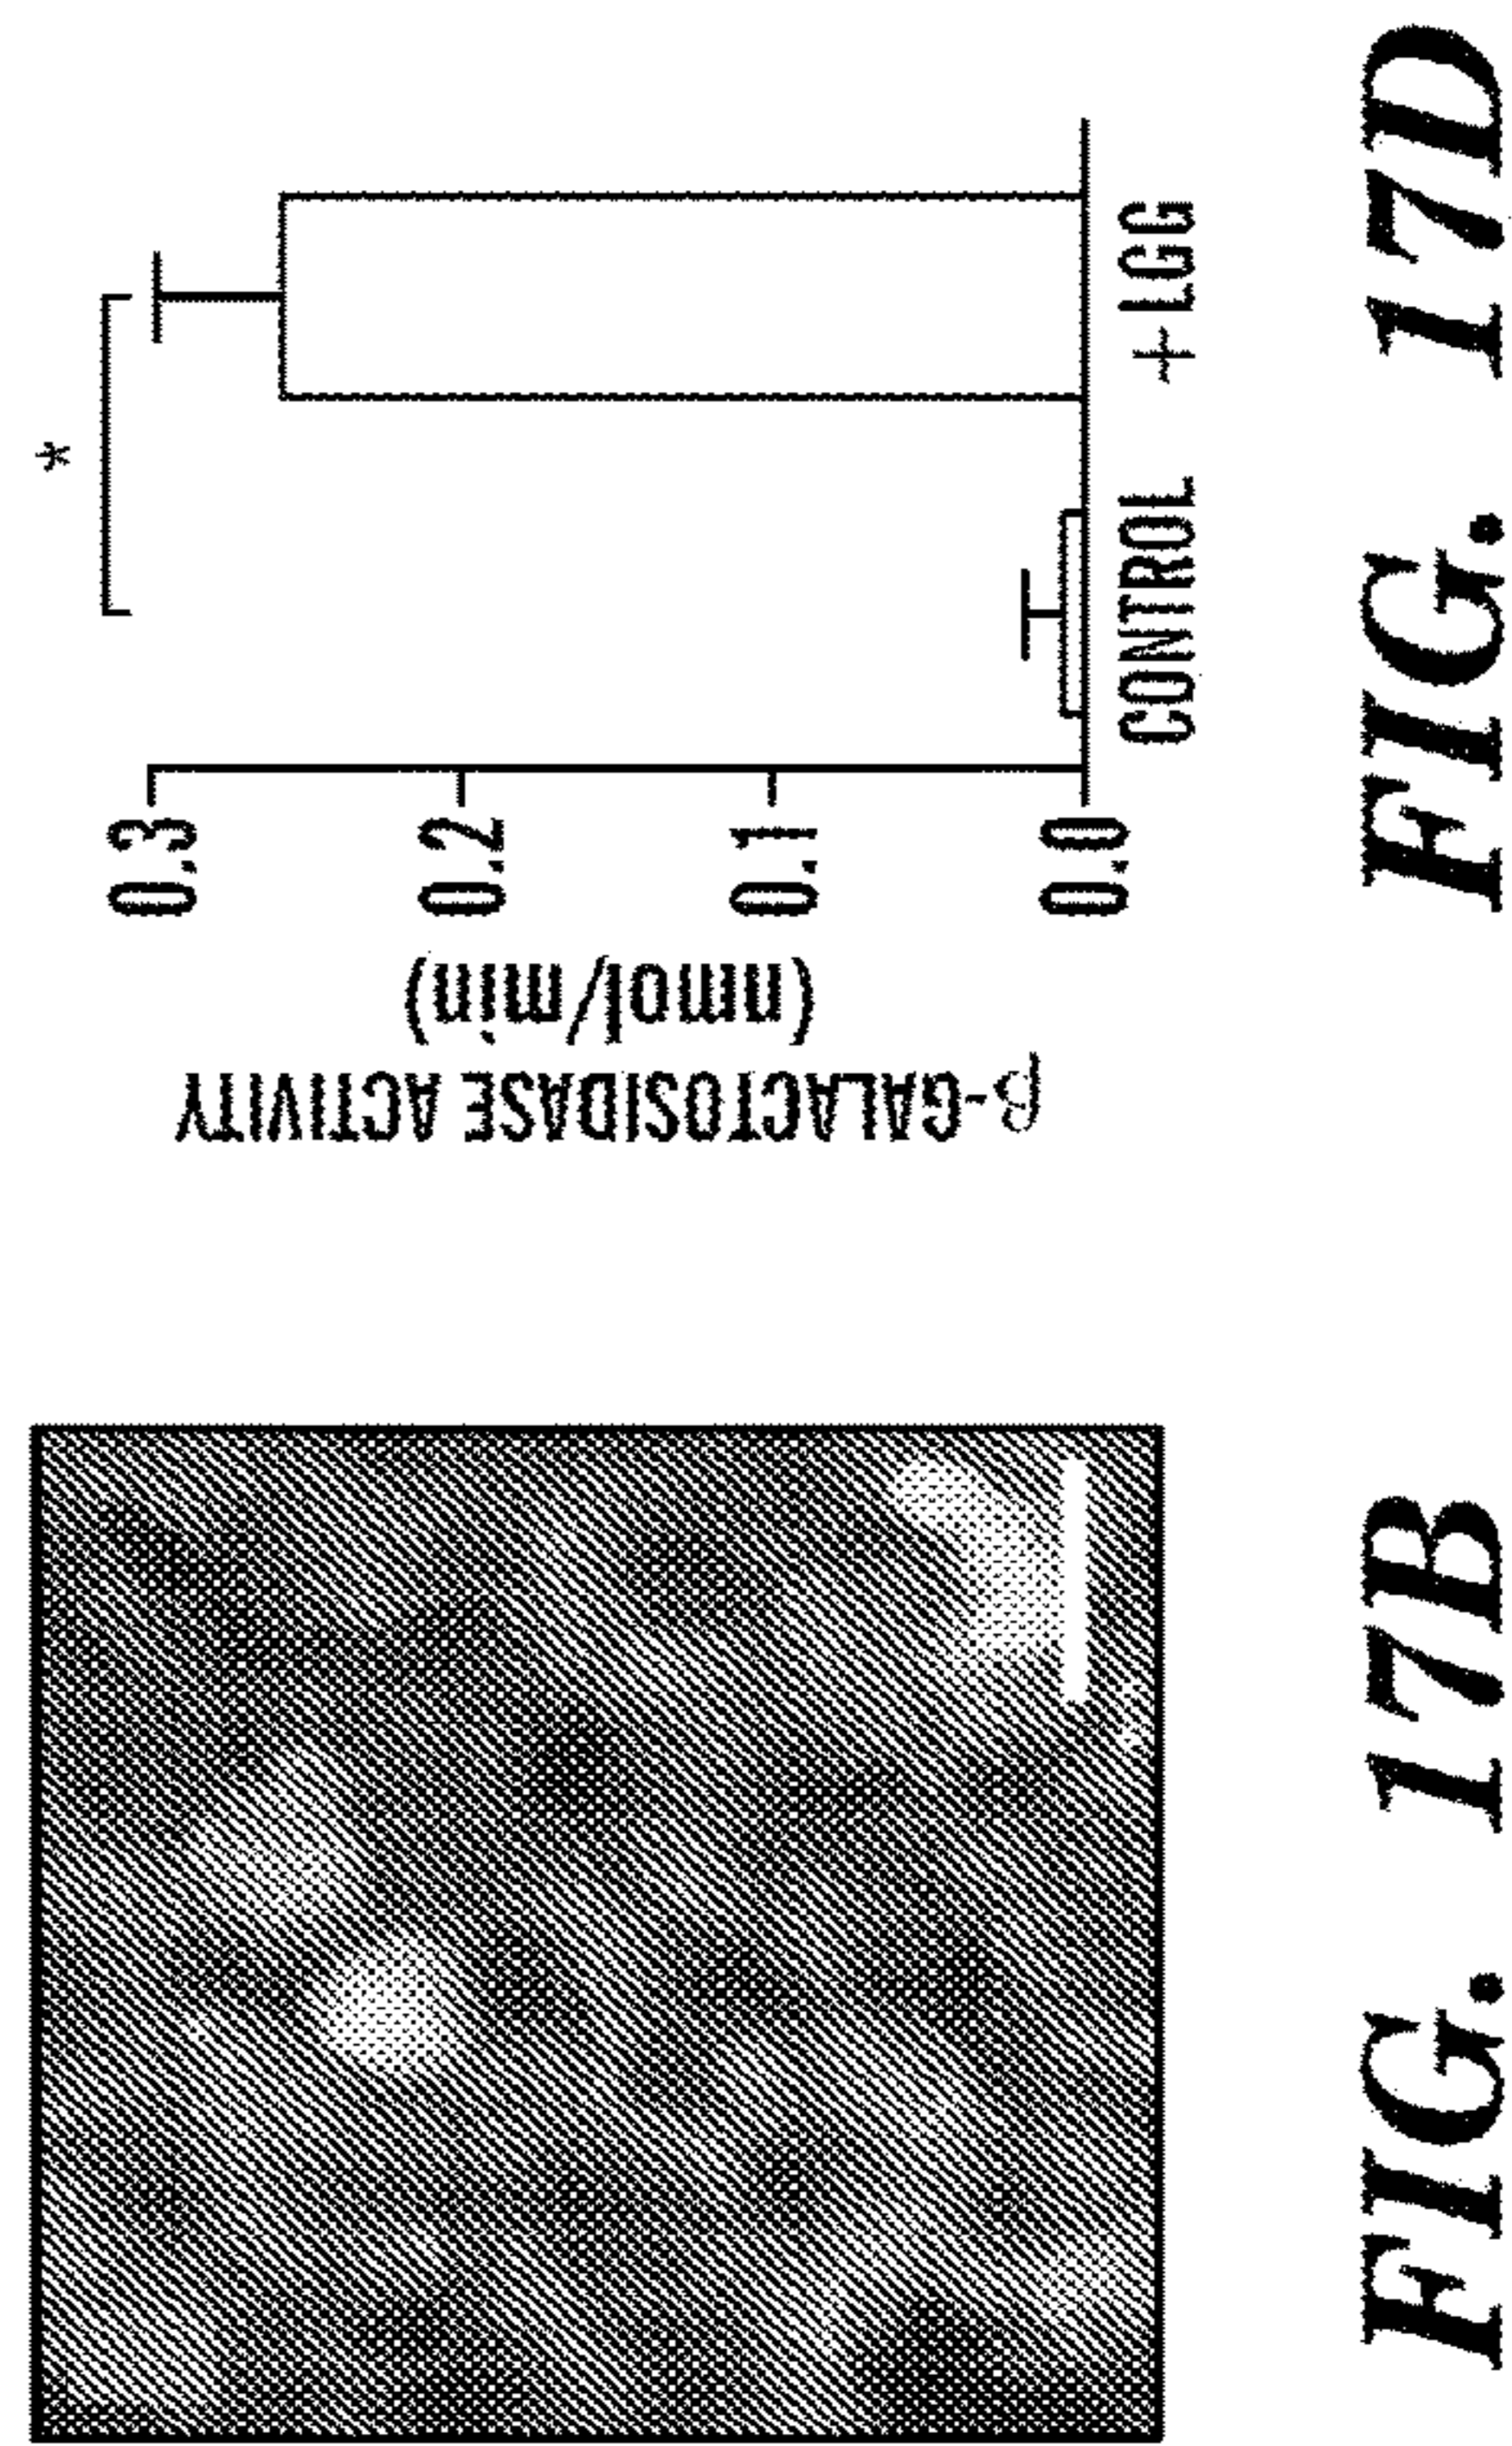 FIG. 17B
β-GALACTOSIDASE ACTIVITY
(nmol/min)
0.3
0.2
0.1
0.0
*
CONTROL
+ LGG
FIG. 17D